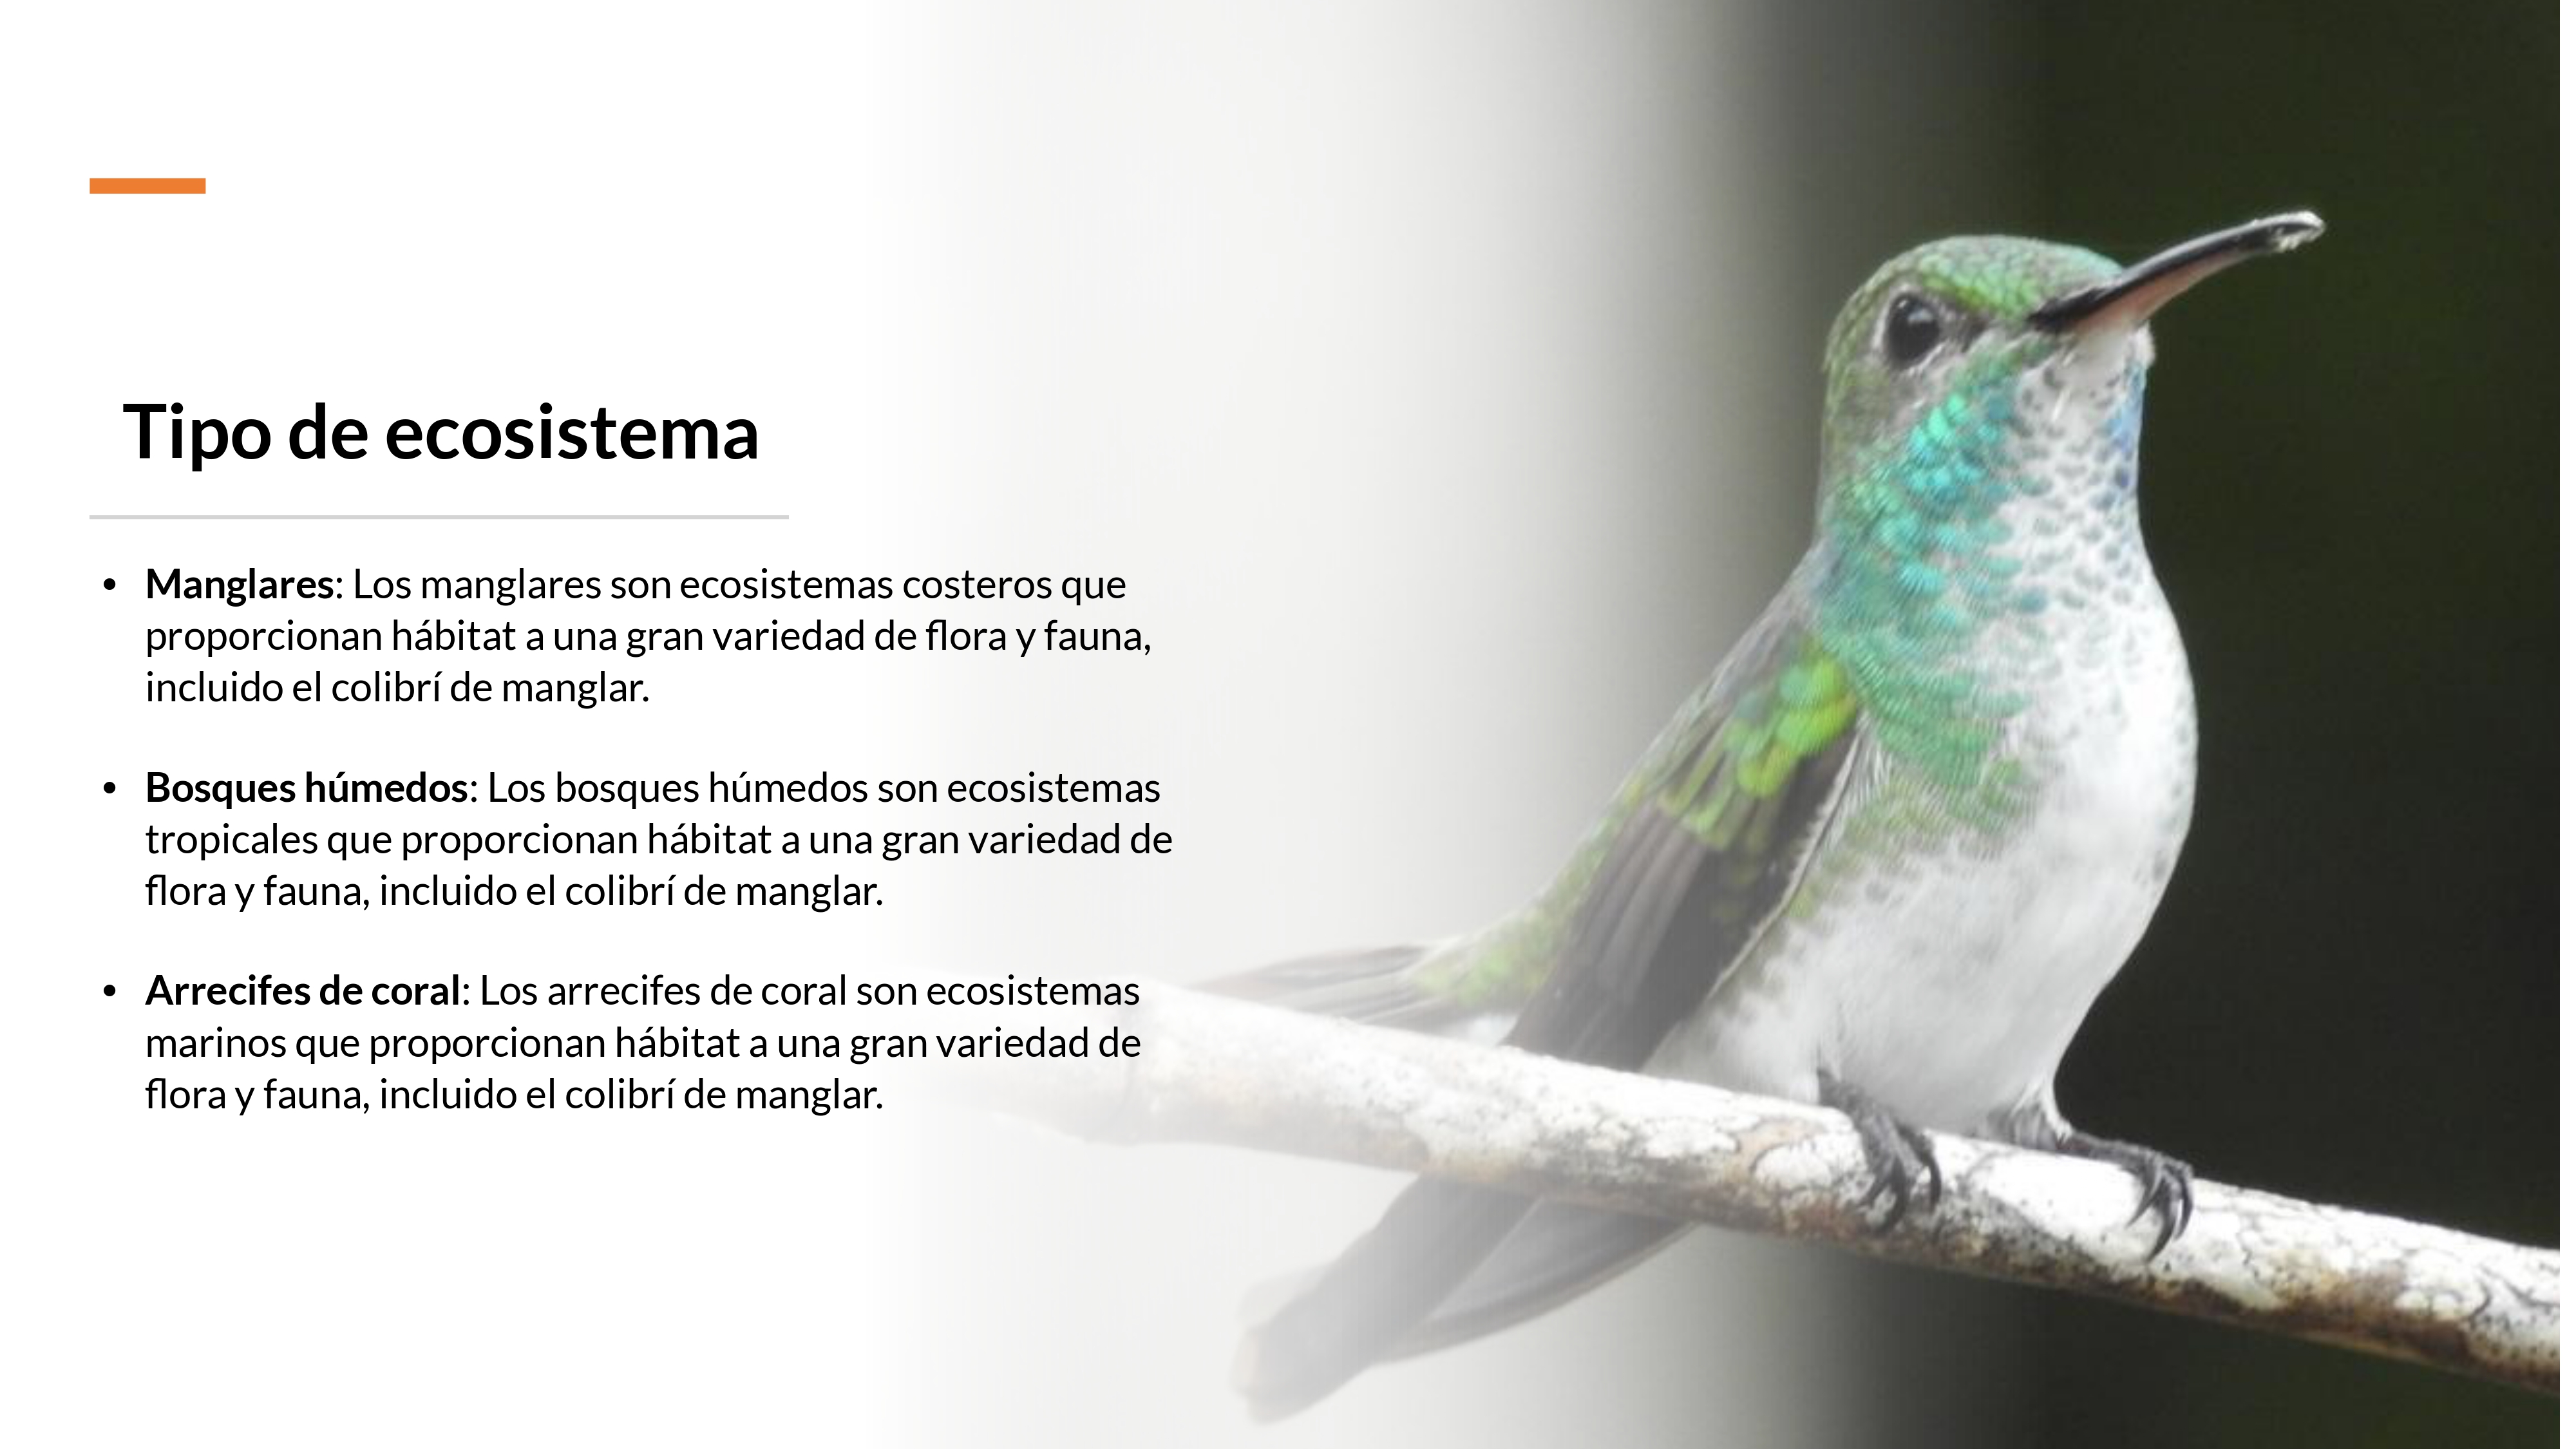 Tipo de ecosistema
• Manglares: Los manglares son ecosistemas costeros que
proporcionan hábitat a una gran variedad de flora y fauna,
incluido el colibrí de manglar.
• Bosques húmedos: Los bosques húmedos son ecosistemas
tropicales que proporcionan hábitat a una gran variedad de
flora y fauna, incluido el colibrí de manglar.
• Arrecifes de coral: Los arrecifes de coral son ecosistemas
marinos que proporcionan hábitat a una gran variedad de
flora y fauna, incluido el colibrí de manglar.